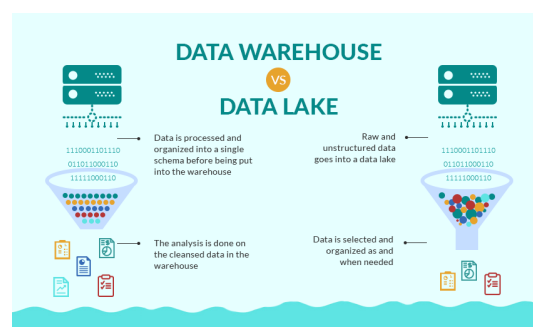 DATA WAREHOUSE
VS
DATA LAKE
1110001101110
011011000110
11111000110
Data is processed and
organized into a single
schema before being put
into the warehouse
The analysis is done on
the cleansed data in the
warehouse
Raw and
unstructured data
goes into a data lake
1110001101110
011011000110
11111000110
Data is selected and
organized as and
when needed